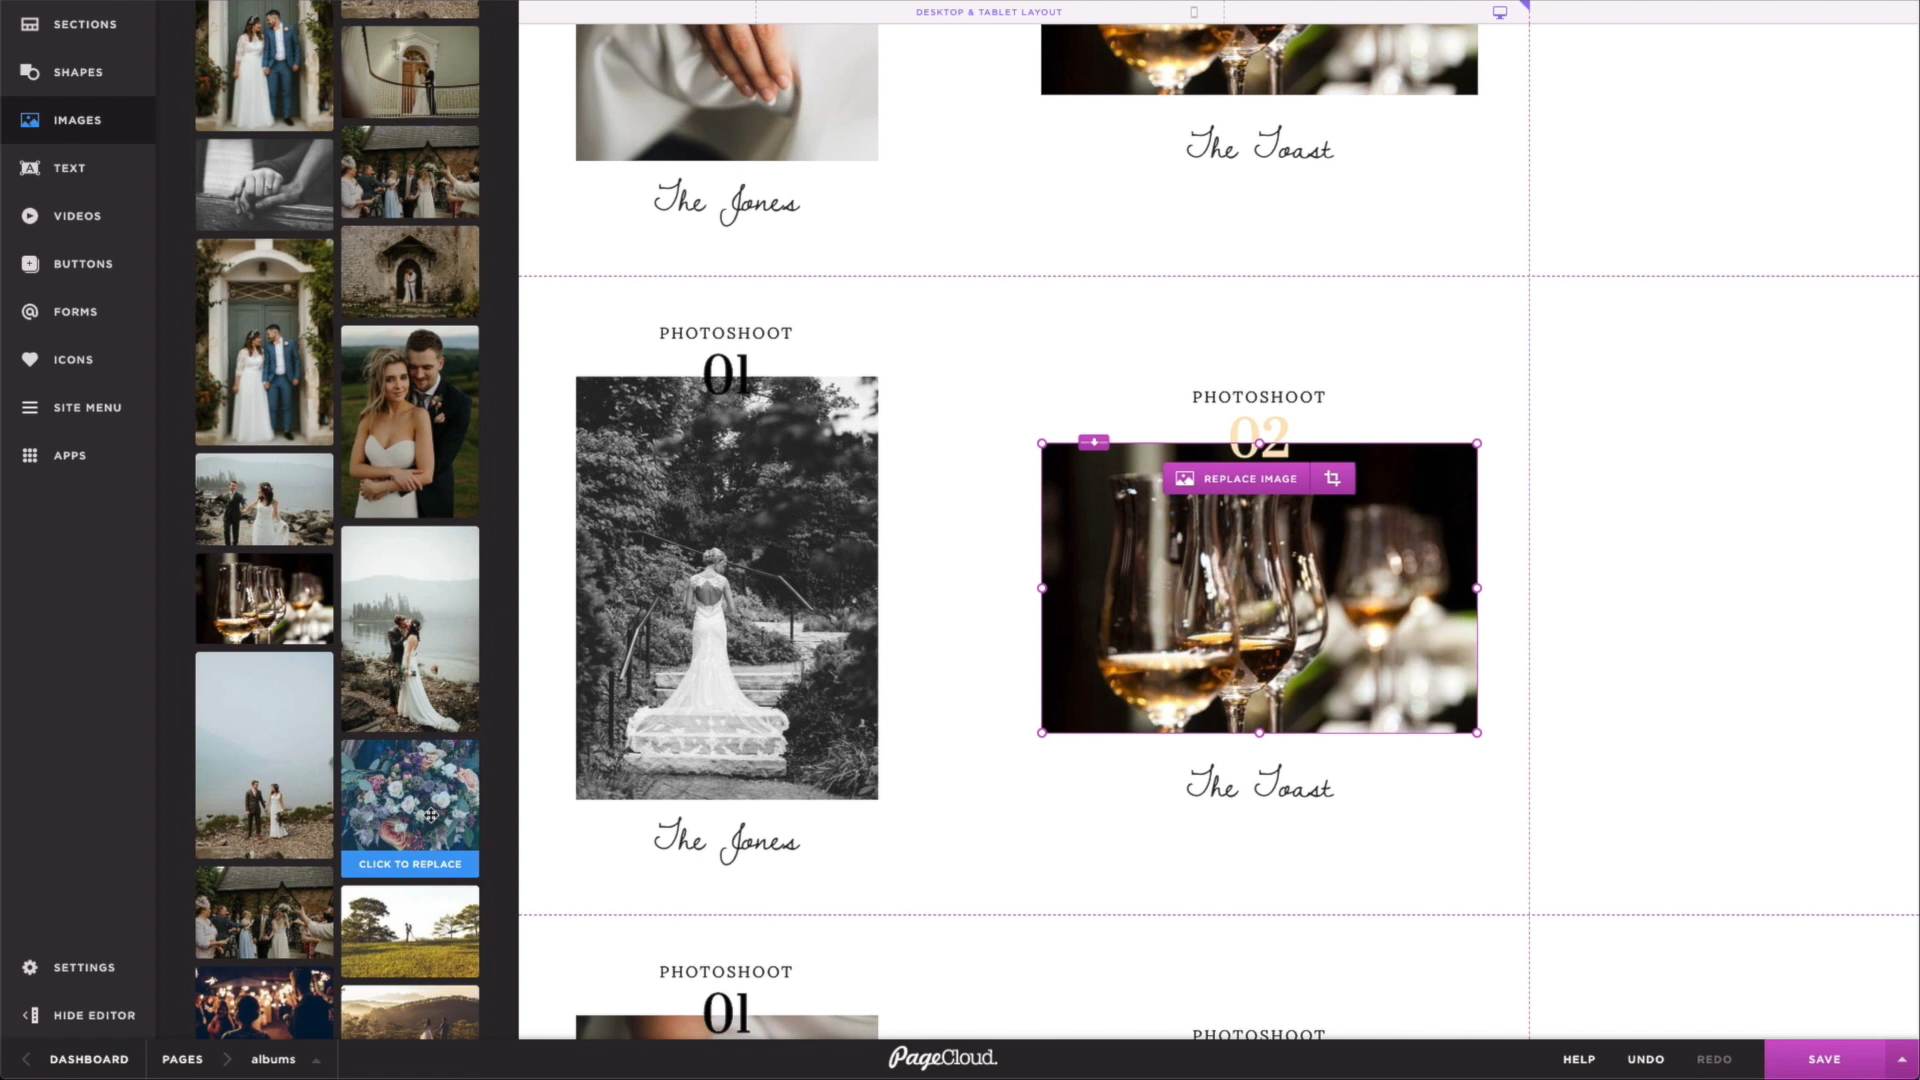 SECTIONS
SHAPES
IMAGES
TEXT
VIDEOS
BUTTONS
FORMS
ICONS
SITE MENU
APPS
SETTINGS
HIDE EDITOR
CLICK TO REPLACE
DESKTOP & TABLET LAYOUT
The Jones
The Toast
PHOTOSHOOT
01
The Jones
PHOTOSHOOT
02
REPLACE IMAGE
The Toast
PHOTOSHOOT
01
PHOTOSHOOT
DASHBOARD
PAGES
albums
PageCloud.
HELP
UNDO
REDO
SAVE